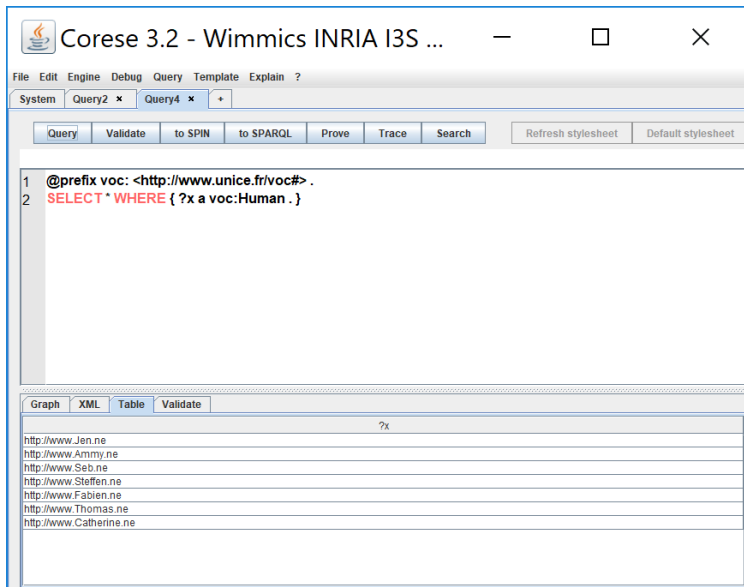 Corese 3.2 - Wimmics INRIA I3S ...
File Edit Engine Debug Query Template Explain ?
System Query2 × Query4 × +
Query Validate to SPIN to SPARQL Prove Trace Search Refresh stylesheet Default stylesheet
1 @prefix voc: <http://www.unice.fr/voc#> .
2 SELECT * WHERE { ?x a voc:Human . }
Graph XML Table Validate
?x
http://www.Jen.ne
http://www.Ammy.ne
http://www.Seb.ne
http://www.Steffen.ne
http://www.Fabien.ne
http://www.Thomas.ne
http://www.Catherine.ne